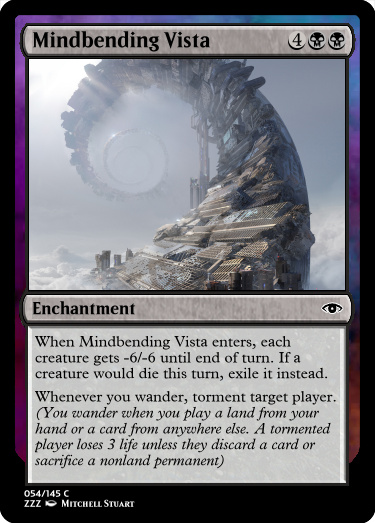 Mindbending Vista 4
Enchantment
When Mindbending Vista enters, each
creature gets -6/-6 until end of turn. If a
creature would die this turn, exile it instead.
Whenever you wander, torment target player.
(You wander when you play a land from your
hand or a card from anywhere else. A tormented
player loses 3 life unless they discard a card or
sacrifice a nonland permanent)
054/145 C
ZZZ Mitchell Stuart